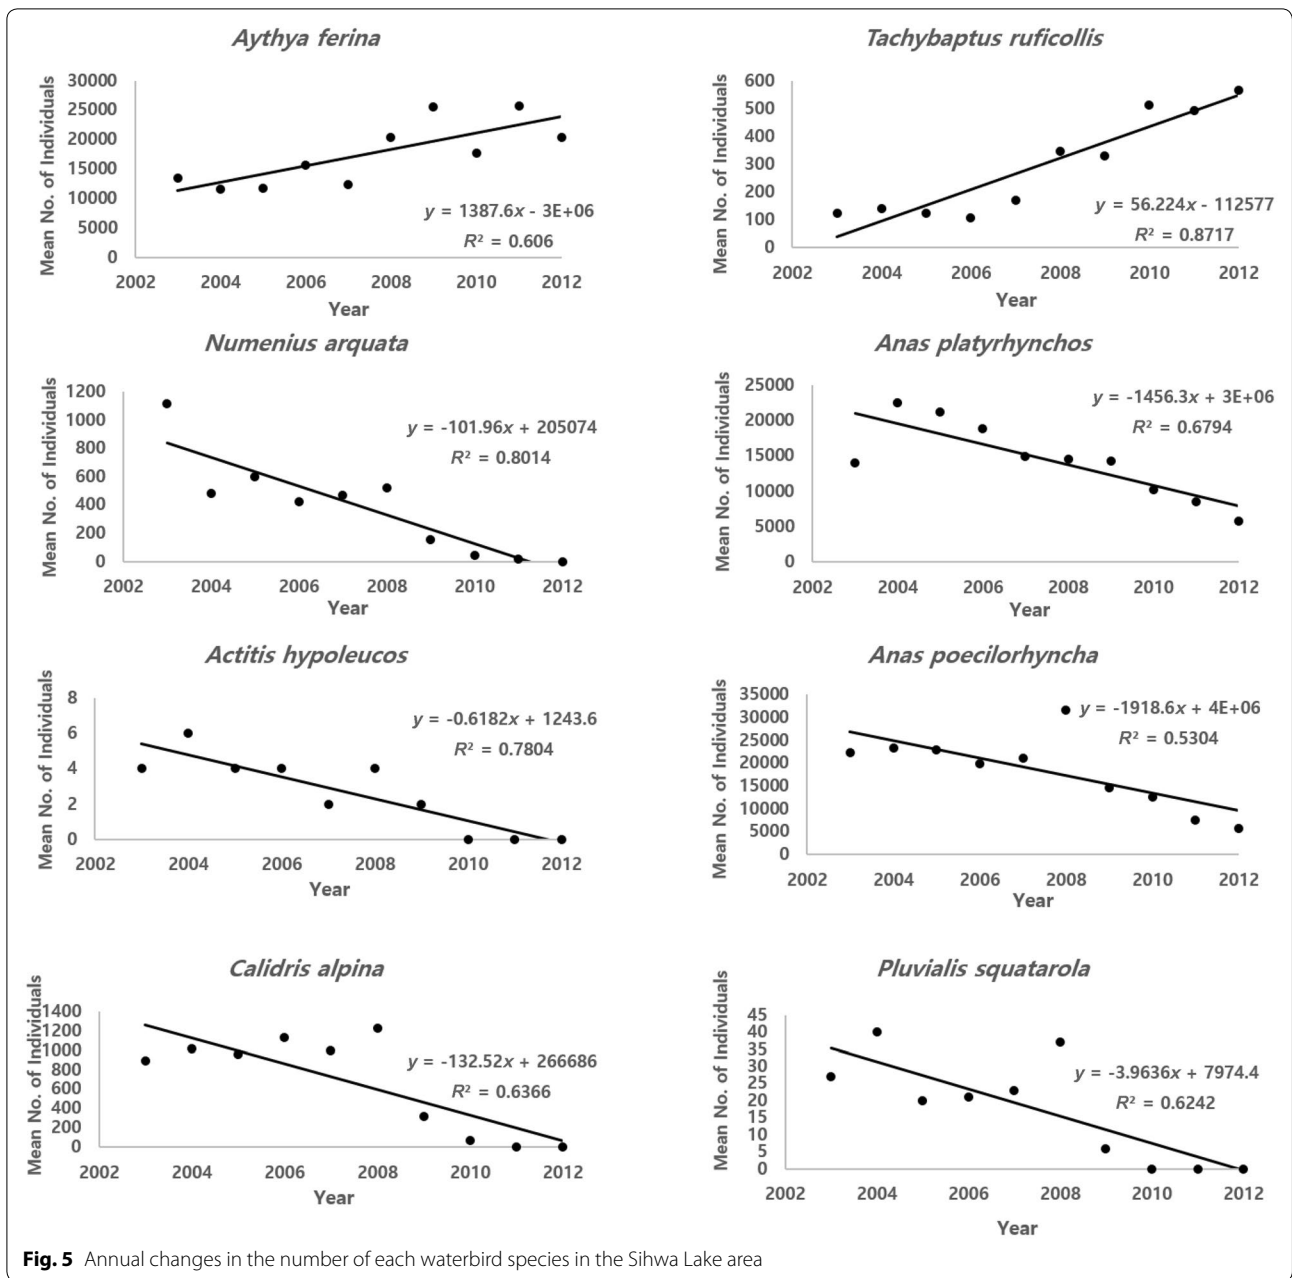 Aythya ferina
Mean No. of Individuals
30000
25000
20000
15000
10000
5000
0
y = 1387.6x - 3E+06
R² = 0.606
2002 2004 2006 2008 2010 2012
Year
Tachybaptus ruficollis
Mean No. of Individuals
600
500
400
300
200
100
0
y = 56.224x - 112577
R² = 0.8717
2002 2004 2006 2008 2010 2012
Year
Numenius arquata
Mean No. of Individuals
1200
1000
800
600
400
200
0
y = -101.96x + 205074
R² = 0.8014
2002 2004 2006 2008 2010 2012
Year
Anas platyrhynchos
Mean No. of Individuals
25000
20000
15000
10000
5000
0
y = -1456.3x + 3E+06
R² = 0.6794
2002 2004 2006 2008 2010 2012
Year
Actitis hypoleucos
Mean No. of Individuals
8
6
4
2
0
y = -0.6182x + 1243.6
R² = 0.7804
2002 2004 2006 2008 2010 2012
Year
Anas poecilorhyncha
Mean No. of Individuals
35000
30000
25000
20000
15000
10000
5000
0
y = -1918.6x + 4E+06
R² = 0.5304
2002 2004 2006 2008 2010 2012
Year
Calidris alpina
Mean No. of Individuals
1400
1200
1000
800
600
400
200
0
y = -132.52x + 266686
R² = 0.6366
2002 2004 2006 2008 2010 2012
Year
Pluvialis squatarola
Mean No. of Individuals
45
40
35
30
25
20
15
10
5
0
y = -3.9636x + 7974.4
R² = 0.6242
2002 2004 2006 2008 2010 2012
Year
Fig. 5 Annual changes in the number of each waterbird species in the Sihwa Lake area